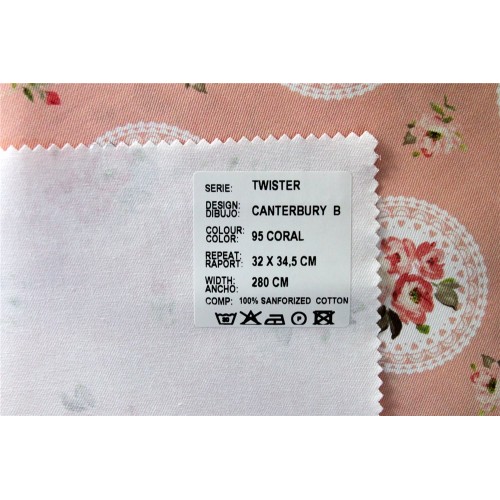 SERIE: TWISTER
DESIGN:
DIBUJO: CANTERBURY B
COLOUR:
COLOR: 95 CORAL
REPEAT
RAPORT: 32 X 34,5 CM
WIDTH:
ANCHO: 280 CM
COMP: 100% SANFORIZED COTTON
P